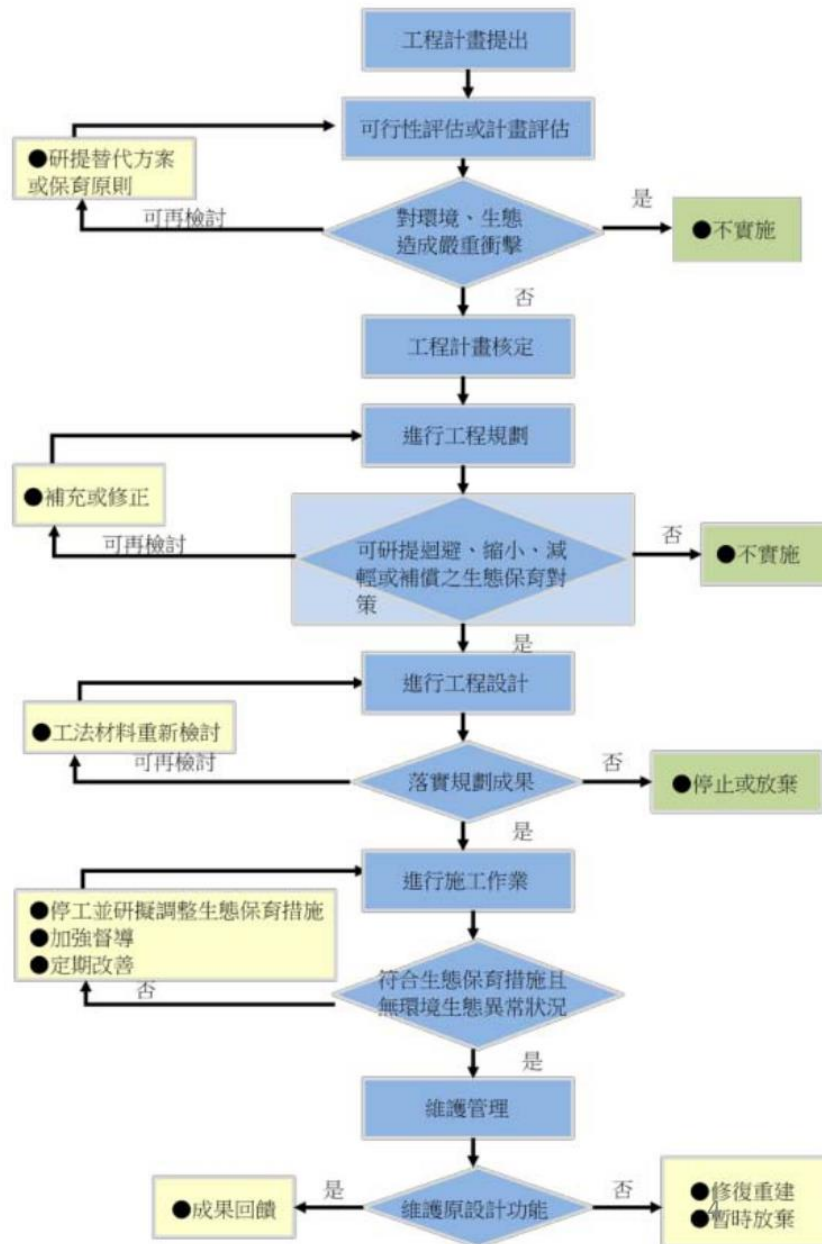 工程計畫提出
可行性評估或計畫評估
●研提替代方案
或保育原則
可再檢討
對環境、生態
造成嚴重衝擊
是
●不實施
否
工程計畫核定
進行工程規劃
●補充或修正
可再檢討
可研提迴避、縮小、減
輕或補償之生態保育對
策
否
●不實施
是
進行工程設計
●工法材料重新檢討
可再檢討
落實規劃成果
否
●停止或放棄
是
進行施工作業
●停工並研擬調整生態保育措施
●加強督導
●定期改善
否
符合生態保育措施且
無環境生態異常狀況
是
維護管理
●成果回饋
是
維護原設計功能
否
●修復重建
●暫時放棄
4